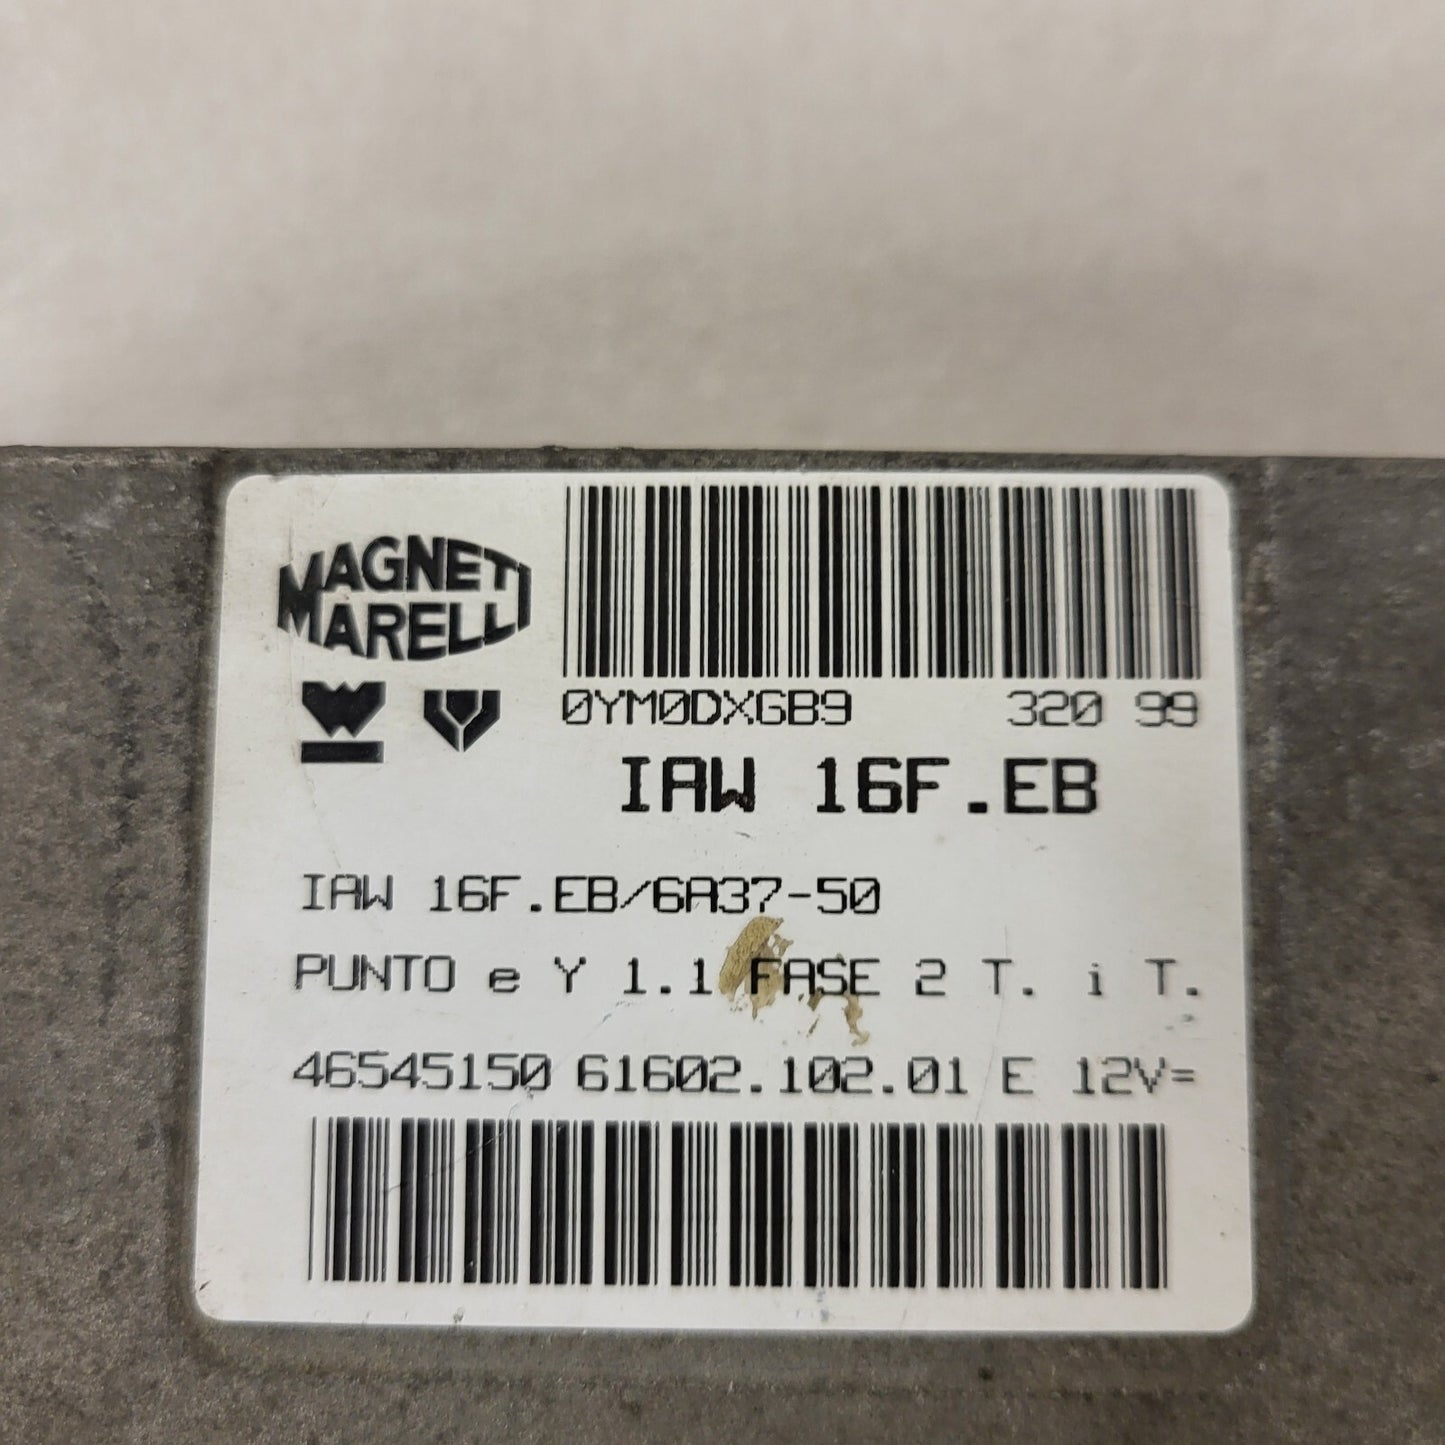 MAGNETI
MARELLI
0YM0DXGB9 320 99
IAW 16F.EB
IAW 16F.EB/6A37-50
PUNTO e Y 1.1 FASE 2 T. i T.
46545150 61602.102.01 E 12V=